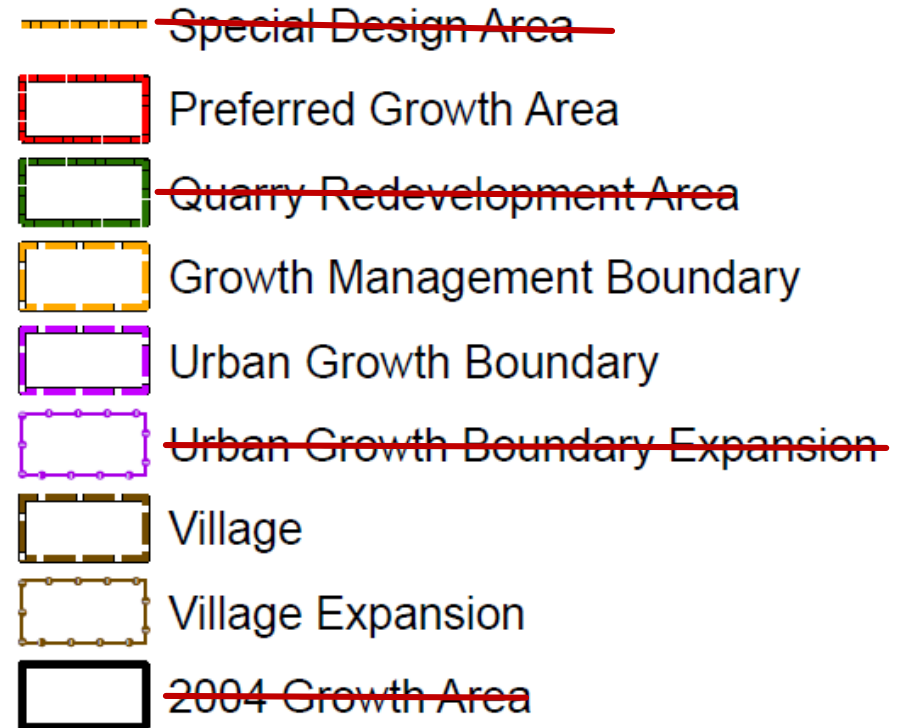 Special Design Area
Preferred Growth Area
Quarry Redevelopment Area
Growth Management Boundary
Urban Growth Boundary
Urban Growth Boundary Expansion
Village
Village Expansion
2004 Growth Area